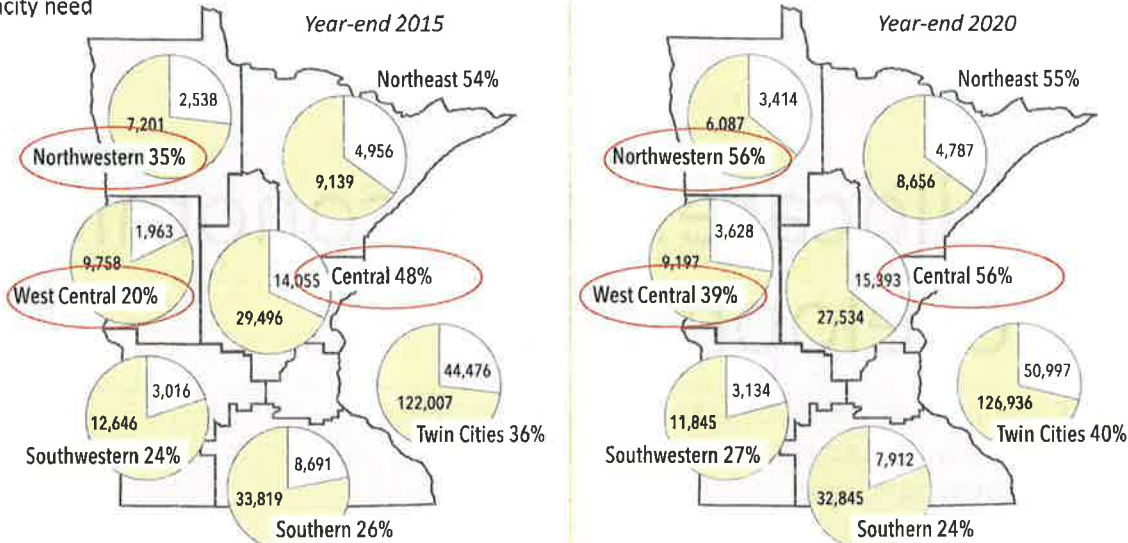 acity need
Year-end 2015
Northeast 54%
2,538
7,201
4,956
Northwestern 35%
9,139
1,963
9,758
14,055
Central 48%
West Central 20%
29,496
44,476
3,016
122,007
12,646
Twin Cities 36%
Southwestern 24%
8,691
33,819
Southern 26%
Year-end 2020
Northeast 55%
3,414
6,087
4,787
Northwestern 56%
8,656
3,628
9,197
15,393
Central 56%
West Central 39%
27,534
50,997
3,134
126,936
11,845
Twin Cities 40%
Southwestern 27%
7,912
32,845
Southern 24%